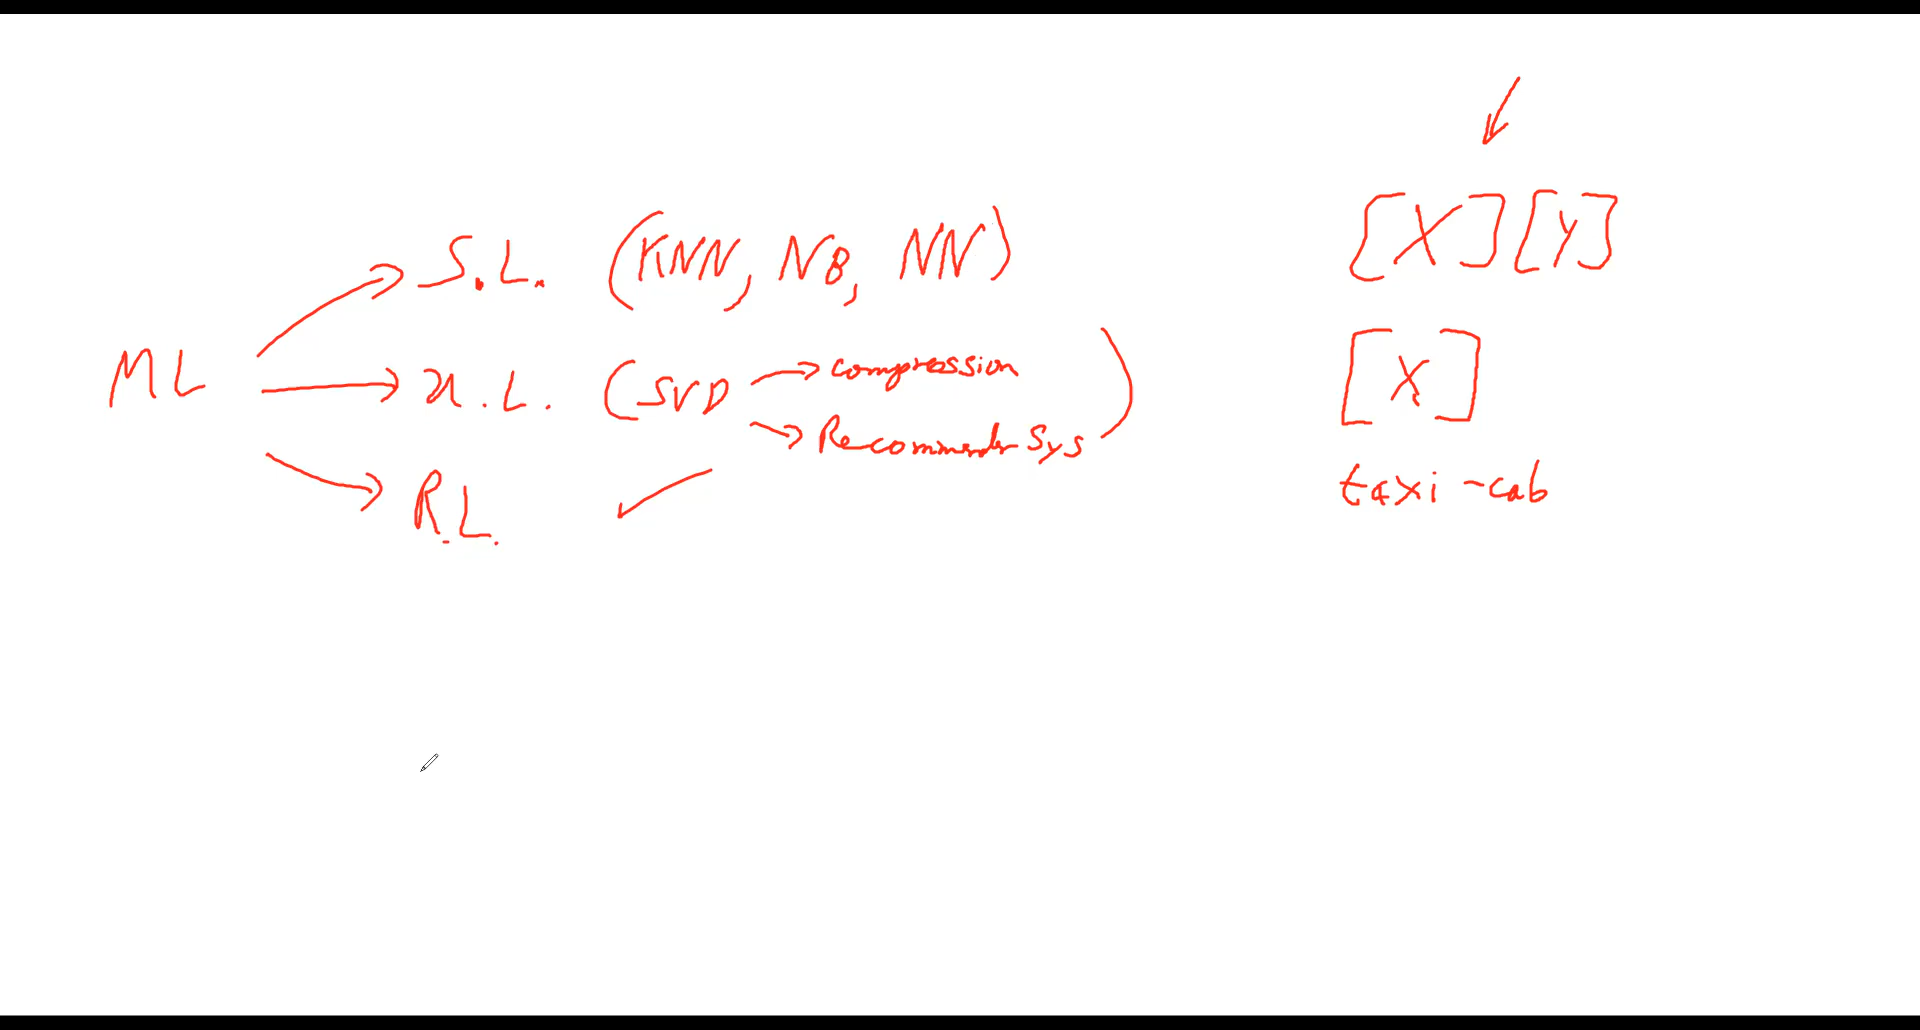 S.L. (KNN, NB, NN) [X][Y]
ML
U.L. (SVD → compression [X]
→ Recommender Sys)
R.L. taxi-cab